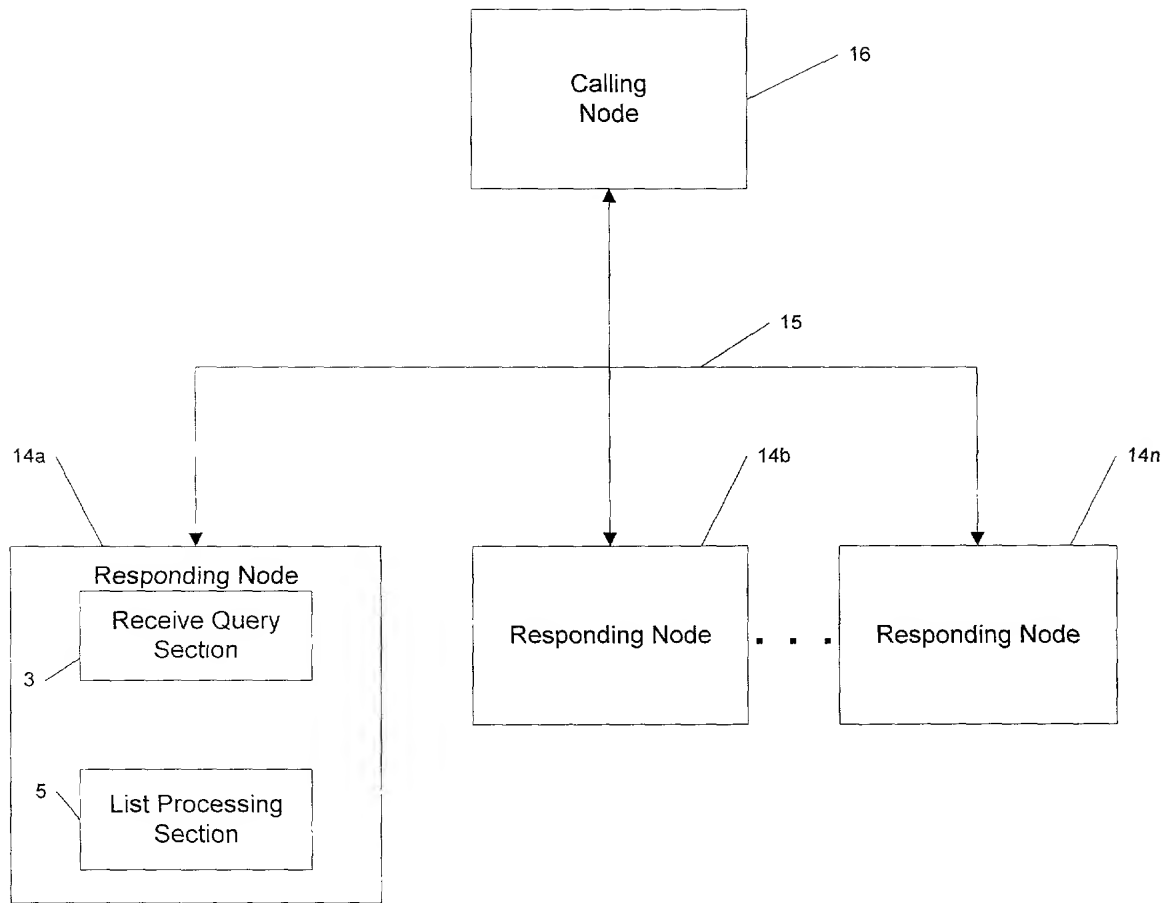 Calling
Node
16
15
14a
14b
14n
Responding Node
Receive Query
Section
3
Responding Node
. . .
Responding Node
5
List Processing
Section